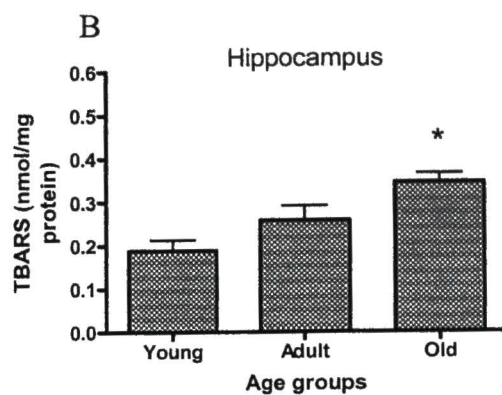 B
Hippocampus
TBARS (nmol/mg
protein)
0.6
0.5
0.4
0.3
0.2
0.1
0.0
*
Young Adult Old
Age groups